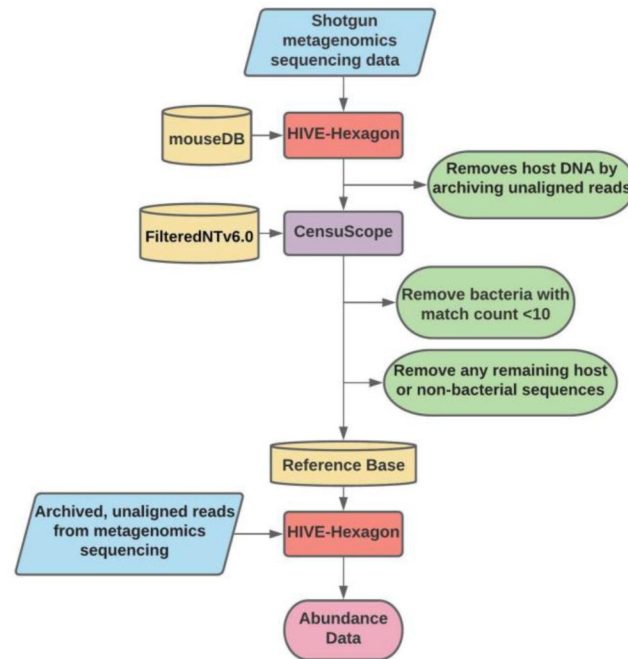 Shotgun
metagenomics
sequencing data
mouseDB
HIVE-Hexagon
Removes host DNA by
archiving unaligned reads
FilteredNTv6.0
CensuScope
Remove bacteria with
match count <10
Remove any remaining host
or non-bacterial sequences
Reference Base
Archived, unaligned reads
from metagenomics
sequencing
HIVE-Hexagon
Abundance
Data